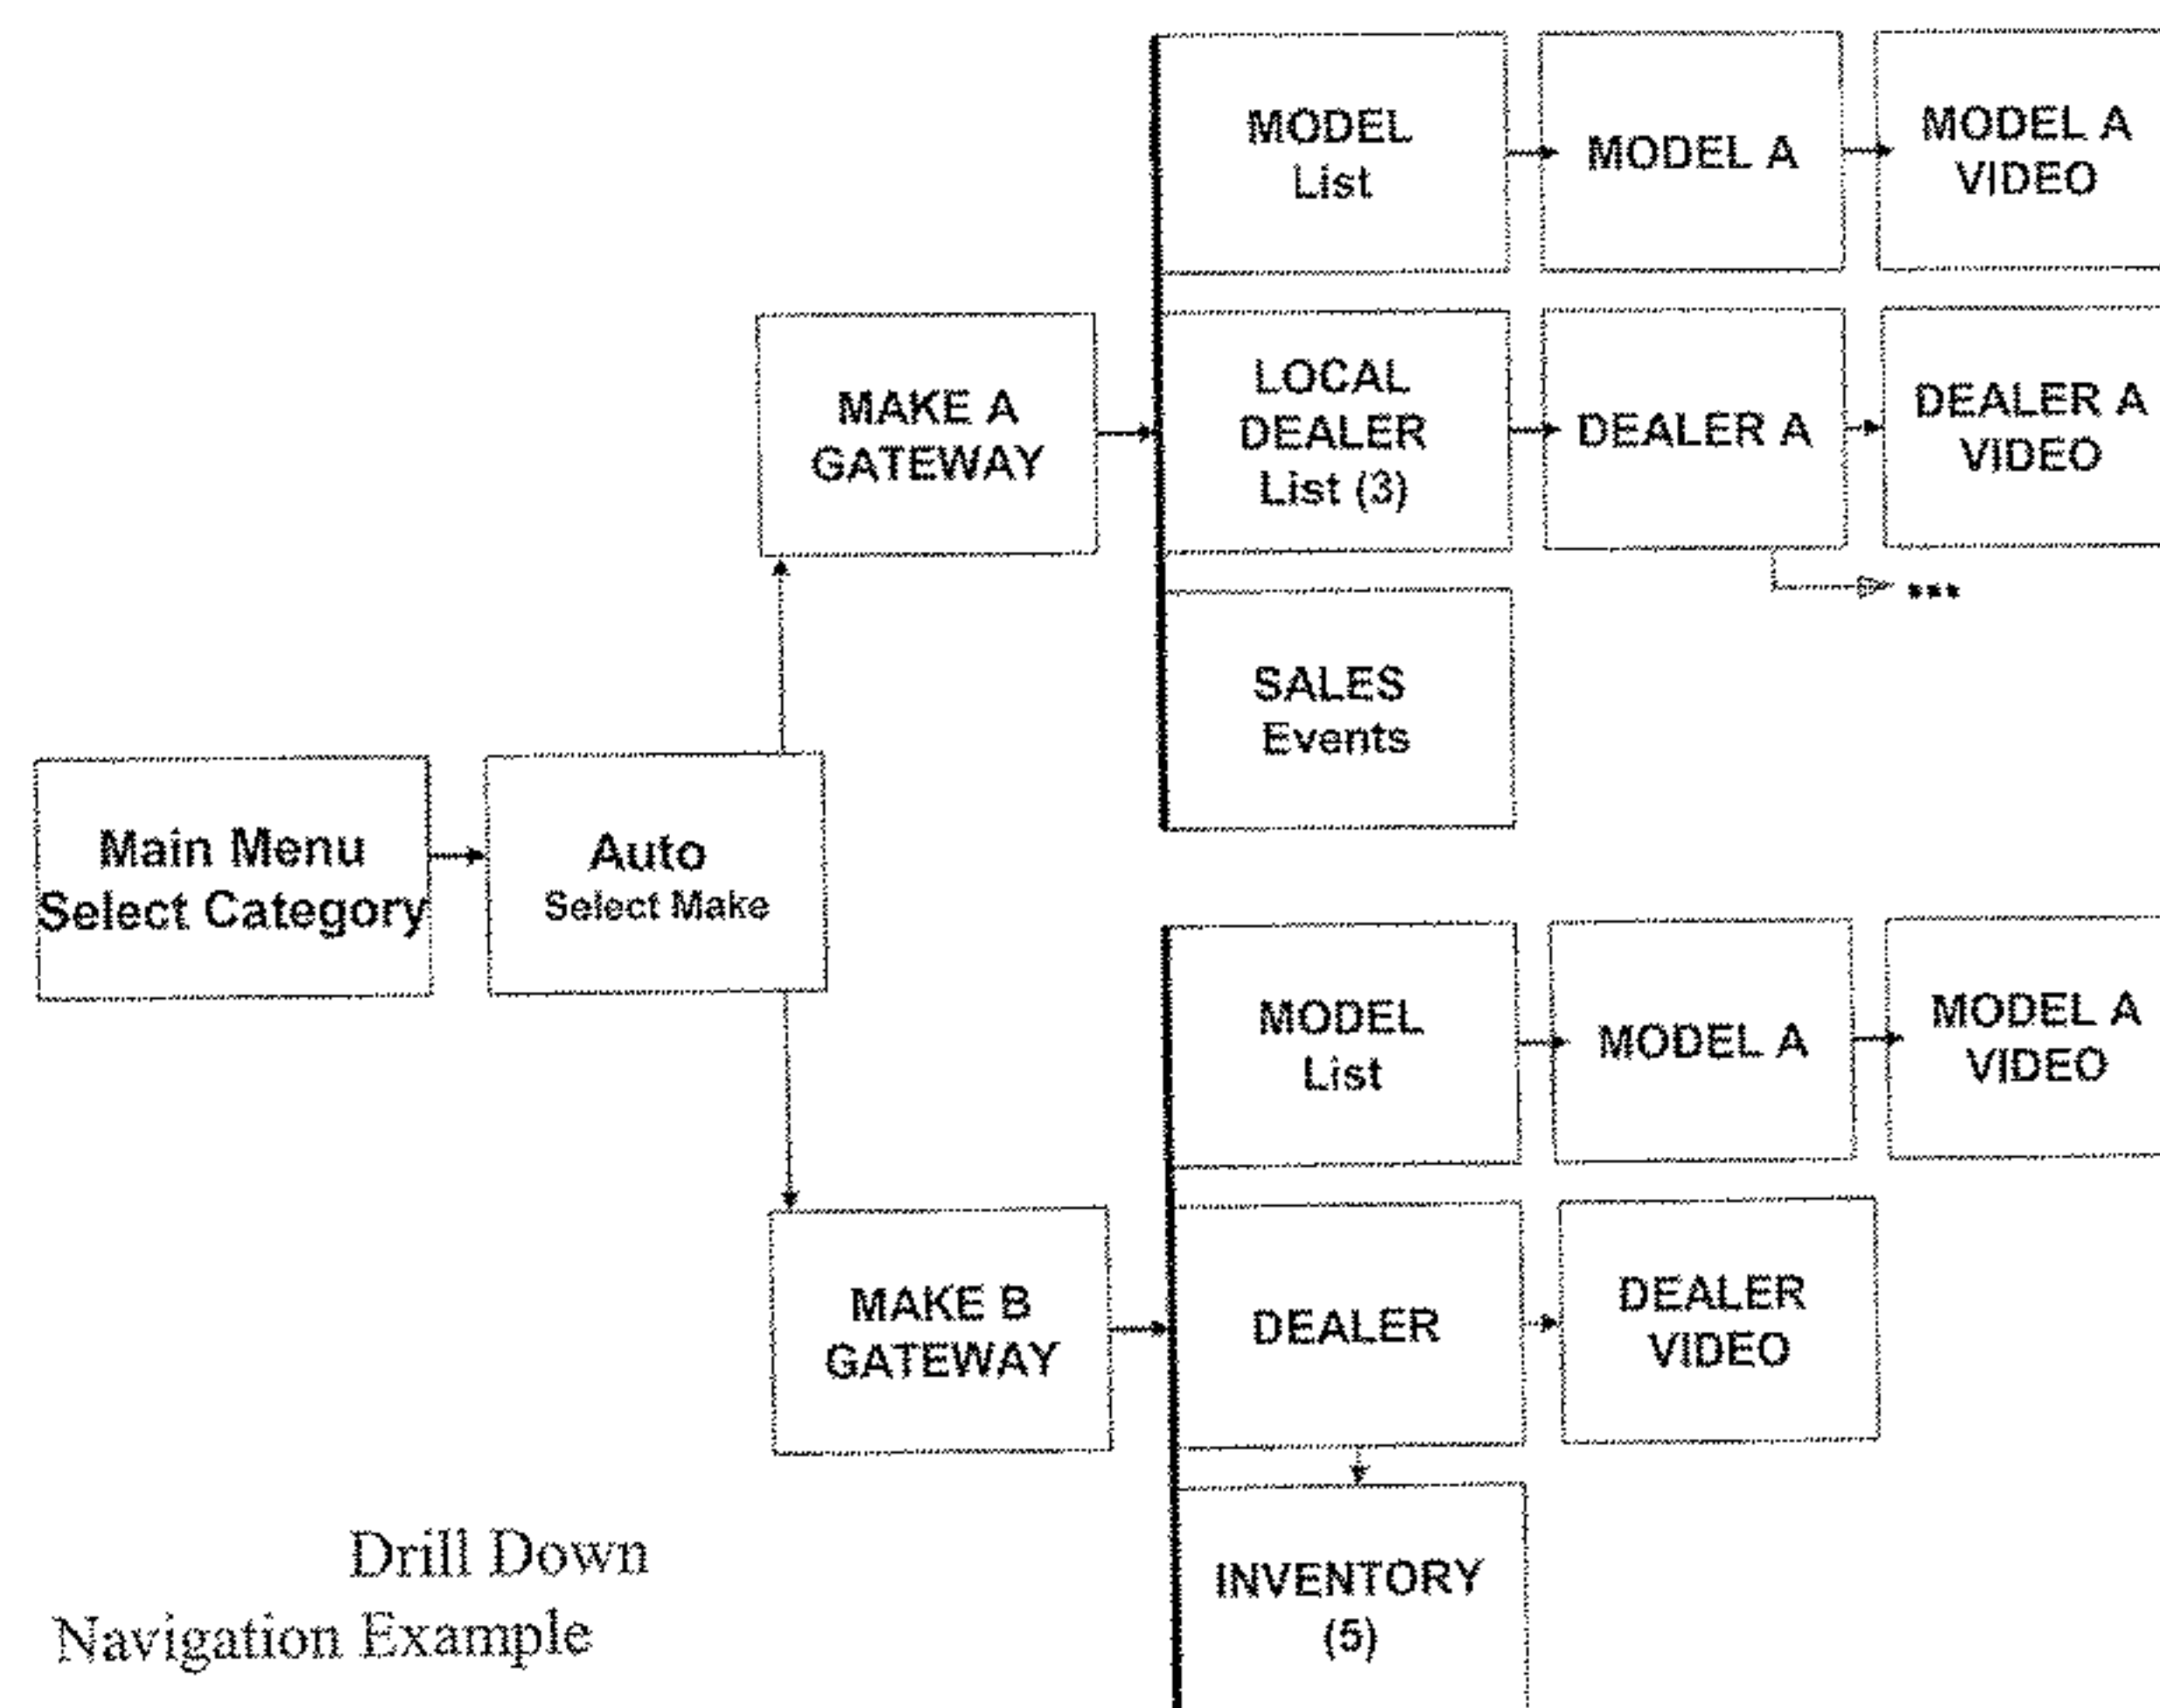 MODEL
List
MODEL A
MODEL A
VIDEO
MAKE A
GATEWAY
LOCAL
DEALER
List (3)
DEALER A
DEALER A
VIDEO
...
SALES
Events
Main Menu
Select Category
Auto
Select Make
MODEL
List
MODEL A
MODEL A
VIDEO
MAKE B
GATEWAY
DEALER
DEALER
VIDEO
INVENTORY
(5)
Drill Down
Navigation Example